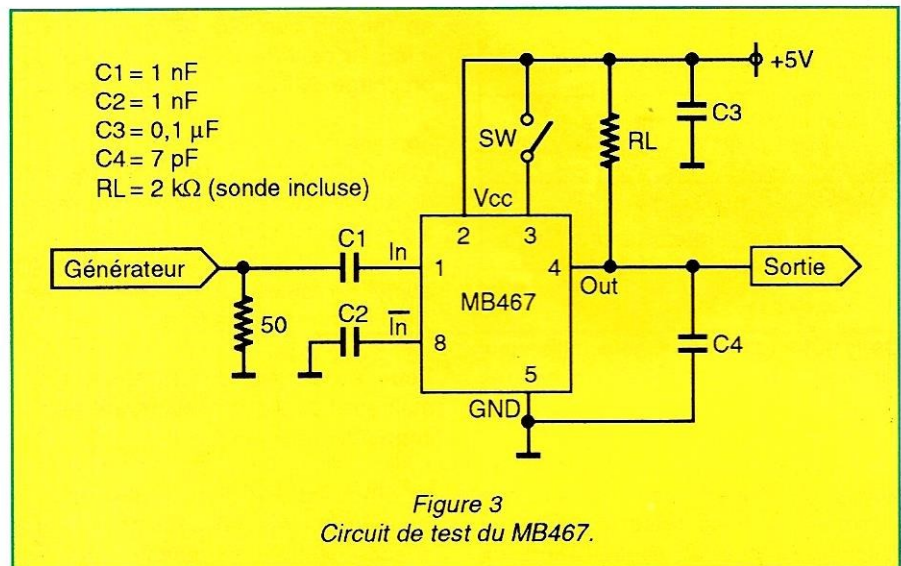 C1 = 1 nF
C2 = 1 nF
C3 = 0,1 µF
C4 = 7 pF
RL = 2 kΩ (sonde incluse)
+5V
C3
SW
RL
Vcc
2
3
Générateur
C1
In
1
4
Out
Sortie
MB467
50
C2
I̅n̅
8
C4
5
GND
Figure 3
Circuit de test du MB467.